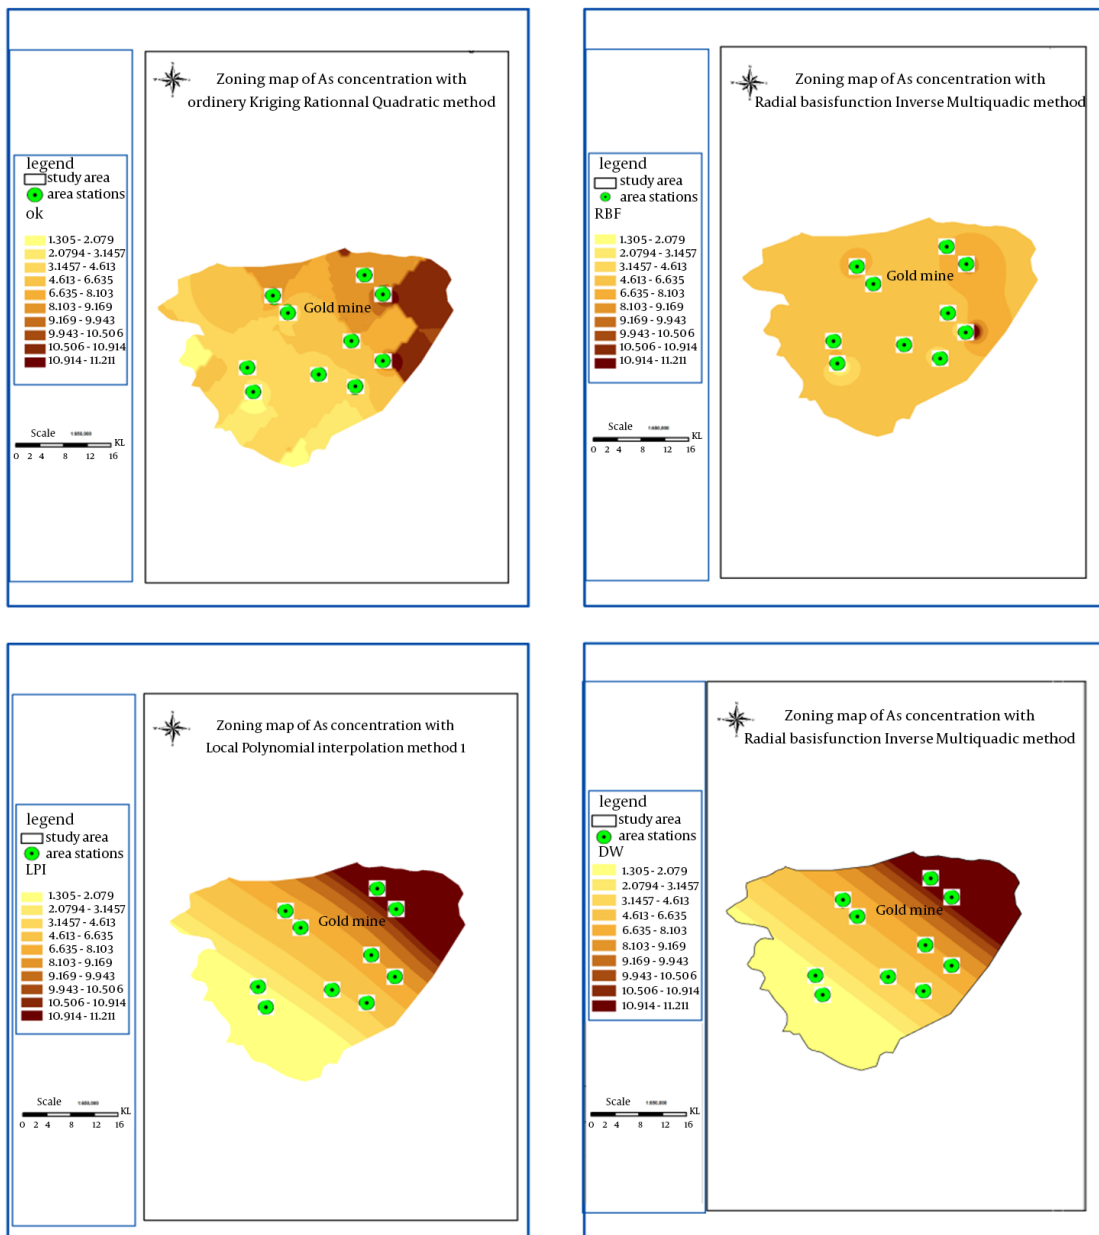 Zoning map of As concentration with
ordinery Kriging Rationnal Quadratic method
legend
study area
area stations
ok
1.305 - 2.079
2.0794 - 3.1457
3.1457 - 4.613
4.613 - 6.635
6.635 - 8.103
8.103 - 9.169
9.169 - 9.943
9.943 - 10.506
10.506 - 10.914
10.914 - 11.211
Gold mine
Scale
KL
0 2 4 8 12 16
Zoning map of As concentration with
Radial basisfunction Inverse Multiquadic method
legend
study area
area stations
RBF
1.305 - 2.079
2.0794 - 3.1457
3.1457 - 4.613
4.613 - 6.635
6.635 - 8.103
8.103 - 9.169
9.169 - 9.943
9.943 - 10.506
10.506 - 10.914
10.914 - 11.211
Gold mine
Scale
KL
0 2 4 8 12 16
Zoning map of As concentration with
Local Polynomial interpolation method 1
legend
study area
area stations
LPI
1.305 - 2.079
2.0794 - 3.1457
3.1457 - 4.613
4.613 - 6.635
6.635 - 8.103
8.103 - 9.169
9.169 - 9.943
9.943 - 10.506
10.506 - 10.914
10.914 - 11.211
Gold mine
Scale
KL
0 2 4 8 12 16
Zoning map of As concentration with
Radial basisfunction Inverse Multiquadic method
legend
study area
area stations
DW
1.305 - 2.079
2.0794 - 3.1457
3.1457 - 4.613
4.613 - 6.635
6.635 - 8.103
8.103 - 9.169
9.169 - 9.943
9.943 - 10.506
10.506 - 10.914
10.914 - 11.211
Gold mine
Scale
KL
0 2 4 8 12 16